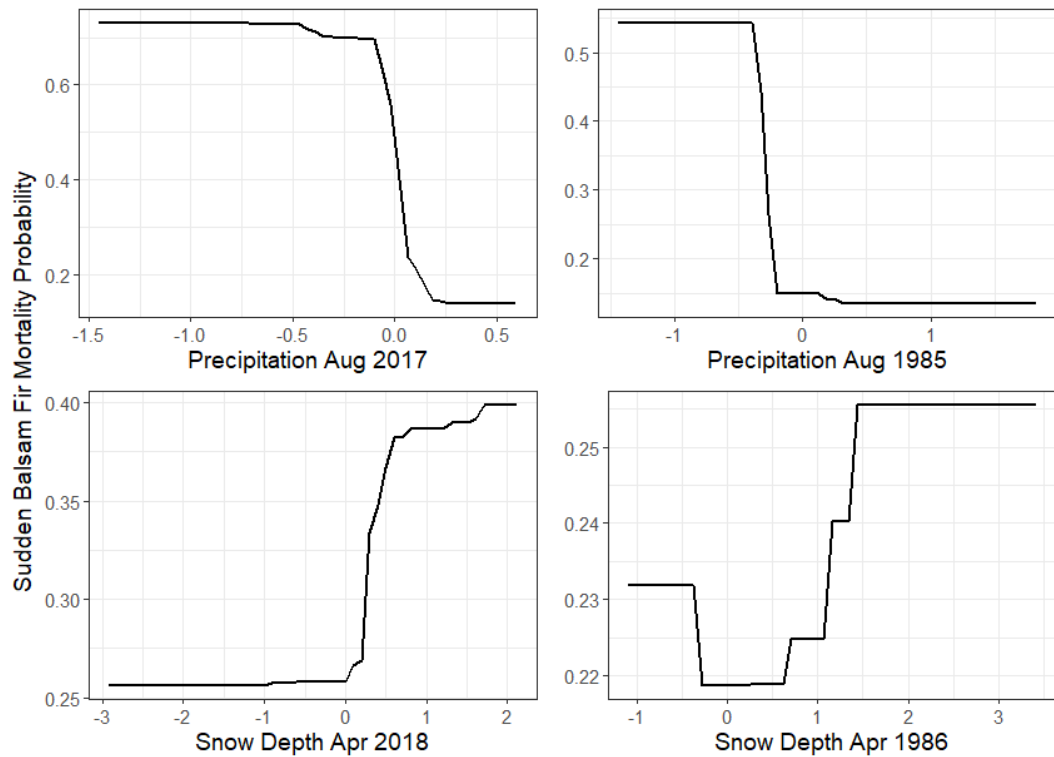 Sudden Balsam Fir Mortality Probability
0.6
0.4
0.2
-1.5 -1.0 -0.5 0.0 0.5
Precipitation Aug 2017
0.5
0.4
0.3
0.2
-1 0 1
Precipitation Aug 1985
0.40
0.35
0.30
0.25
-3 -2 -1 0 1 2
Snow Depth Apr 2018
0.25
0.24
0.23
0.22
-1 0 1 2 3
Snow Depth Apr 1986